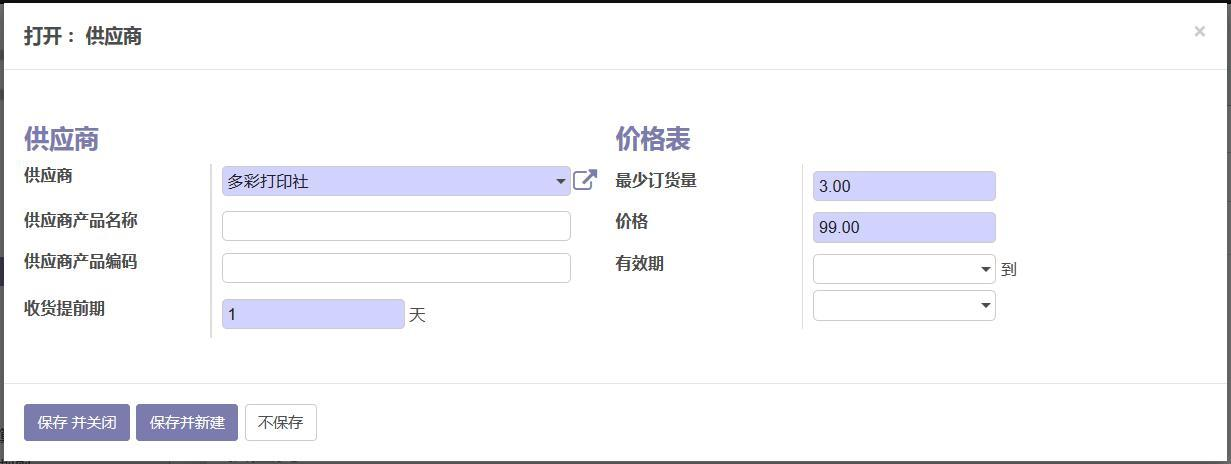 打开： 供应商
×
供应商
供应商
多彩打印社
供应商产品名称
供应商产品编码
收货提前期
1 天
价格表
最少订货量
3.00
价格
99.00
有效期
到
保存 并关闭 保存并新建 不保存